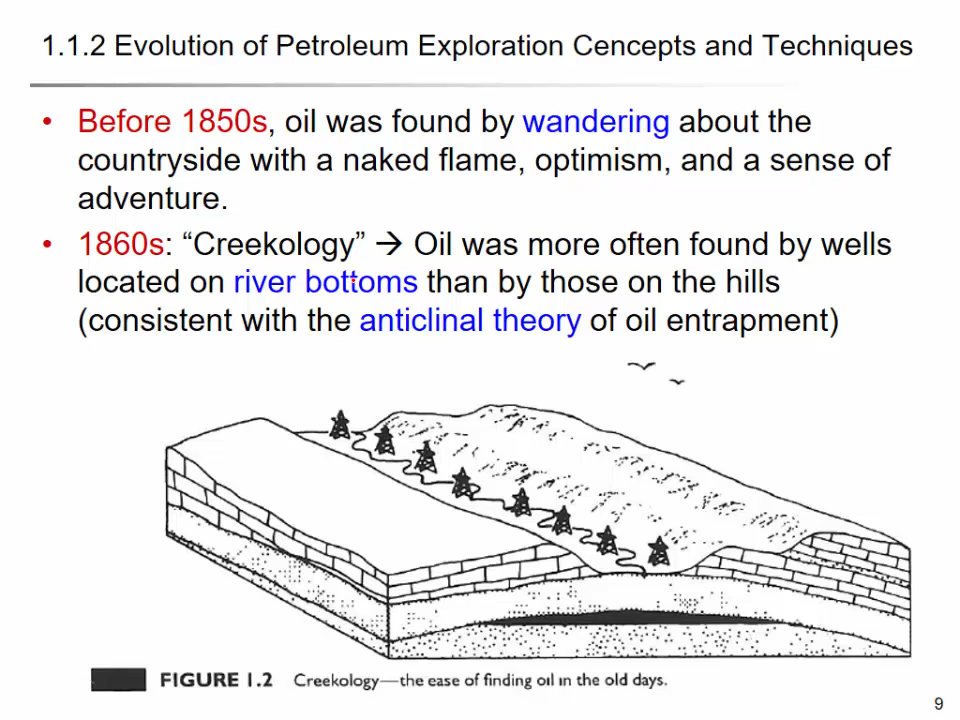 1.1.2 Evolution of Petroleum Exploration Cencepts and Techniques
• Before 1850s, oil was found by wandering about the
countryside with a naked flame, optimism, and a sense of
adventure.
• 1860s: “Creekology” → Oil was more often found by wells
located on river bottoms than by those on the hills
(consistent with the anticlinal theory of oil entrapment)
FIGURE 1.2 Creekology—the ease of finding oil in the old days.
9